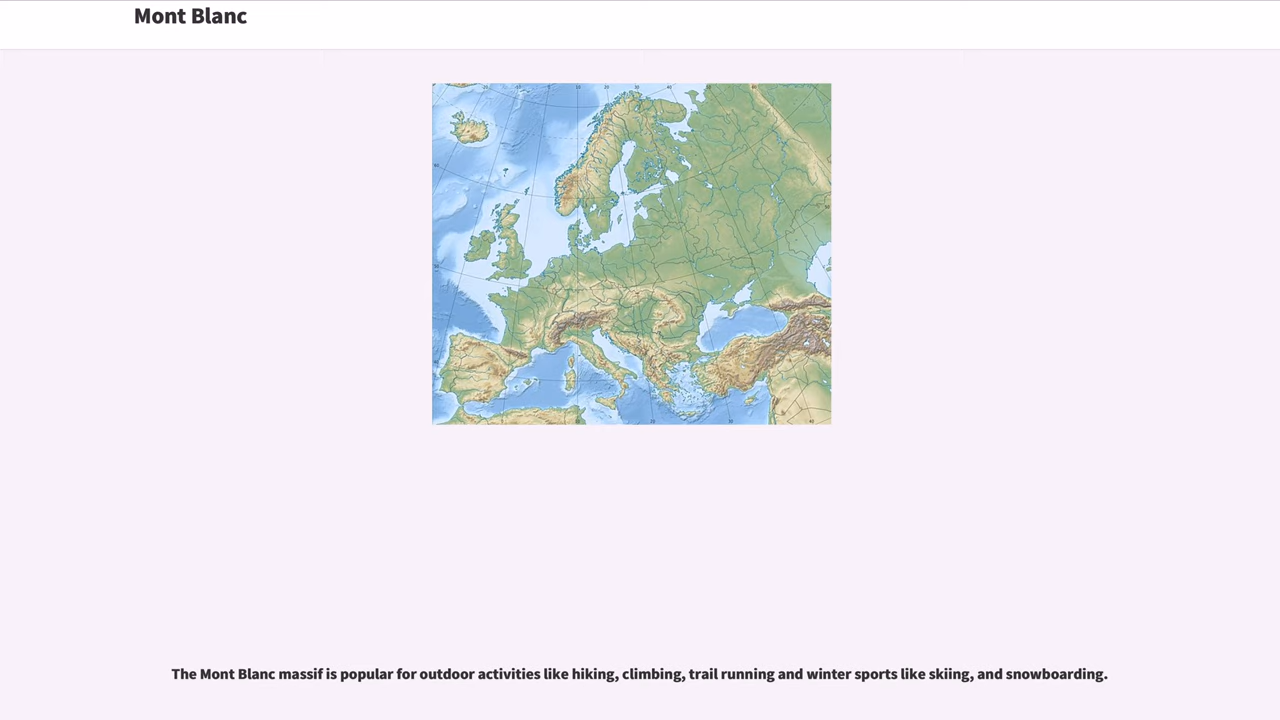 Mont Blanc
The Mont Blanc massif is popular for outdoor activities like hiking, climbing, trail running and winter sports like skiing, and snowboarding.